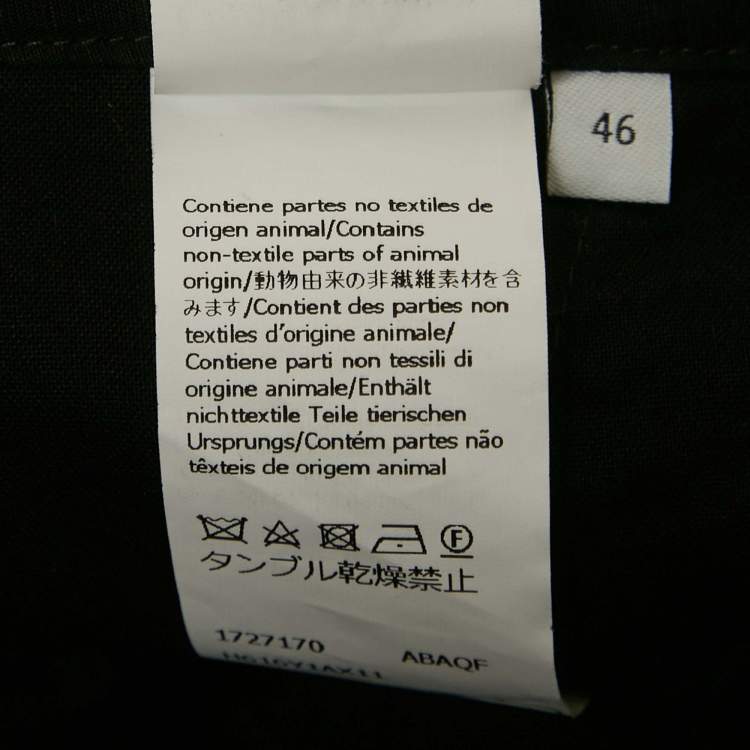 46
Contiene partes no textiles de
origen animal/Contains
non-textile parts of animal
origin/動物由来の非繊維素材を含
みます/Contient des parties non
textiles d'origine animale/
Contiene parti non tessili di
origine animale/Enthält
nichttextile Teile tierischen
Ursprungs/Contém partes não
têxteis de origem animal
F
タンブル乾燥禁止
1727170 ABAQF